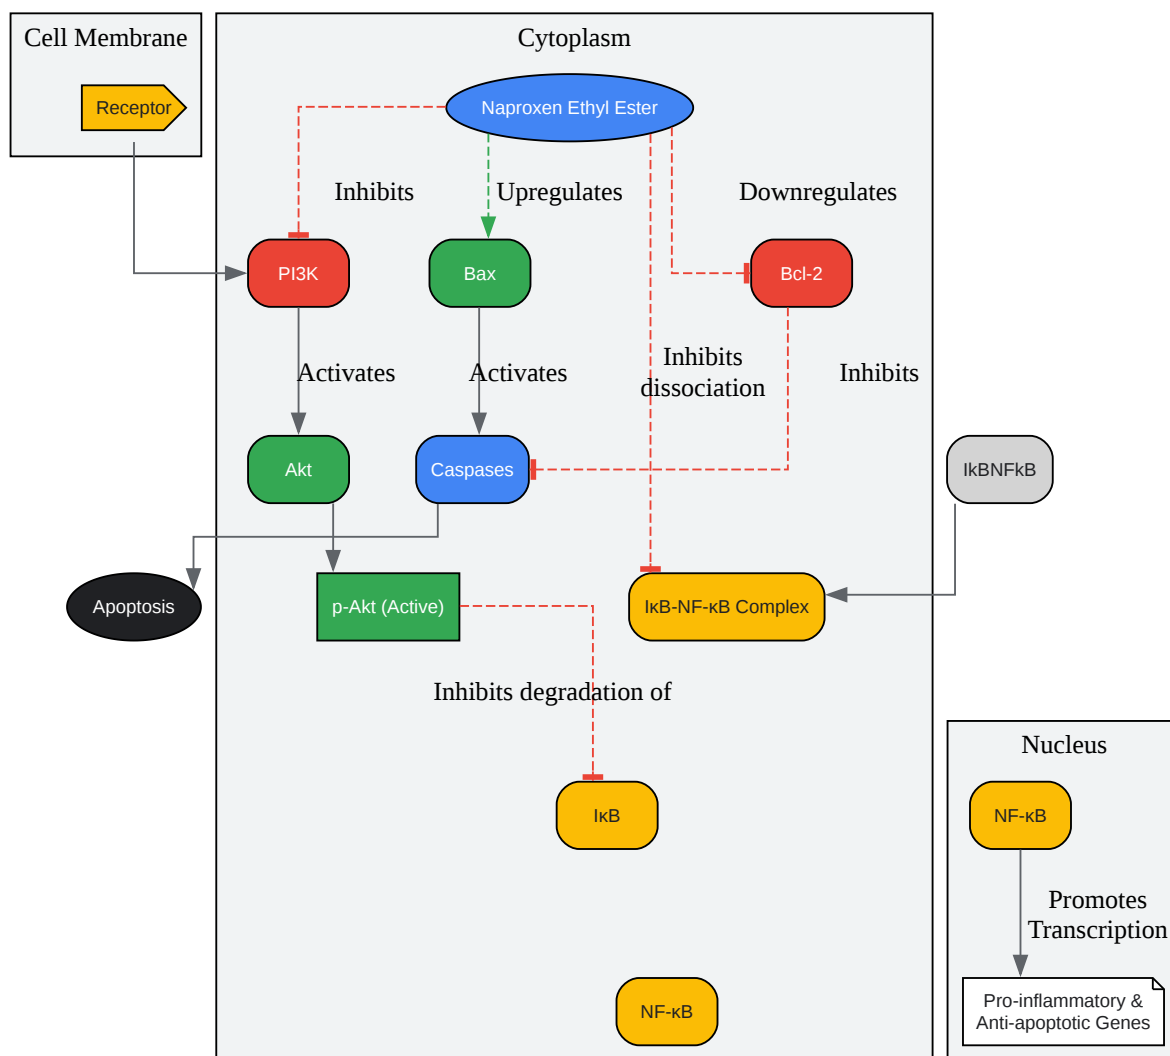 Cell Membrane
Cytoplasm
Receptor
Naproxen Ethyl Ester
Inhibits
Upregulates
Downregulates
PI3K
Bax
Bcl-2
Activates
Activates
Inhibits
dissociation
Inhibits
Akt
Caspases
IkBNFkB
Apoptosis
p-Akt (Active)
IκB-NF-κB Complex
Inhibits degradation of
Nucleus
IκB
NF-κB
Promotes
Transcription
NF-κB
Pro-inflammatory &
Anti-apoptotic Genes